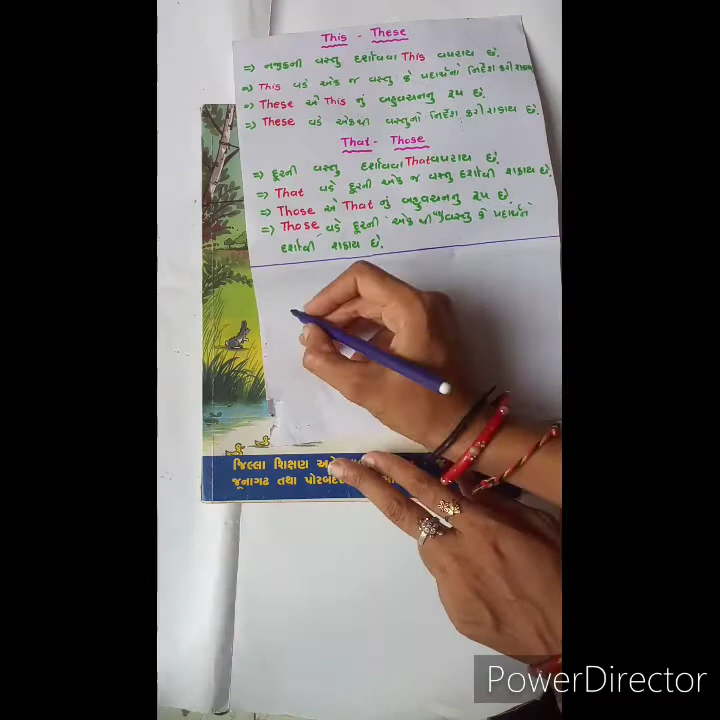 This - These
=> નજીકની વસ્તુ દર્શાવવા This વપરાય છે.
=> This વડે એક જ વસ્તુ કે પદાર્થનો નિર્દેશ કરી શકાય
=> These એ This નું બહુવચનનુ રૂપ છે.
=> These વડે એકથી વસ્તુનો નિર્દેશ કરી શકાય છે.
That - Those
=> દૂરની વસ્તુ દર્શાવવા That વપરાય છે.
=> That વડે દૂરની એક જ વસ્તુ દર્શાવી શકાય છે.
=> Those એ That નું બહુવચનનુ રૂપ છે.
=> Those વડે દૂરની એકથી વધુ વસ્તુ કે પદાર્થને
દર્શાવી શકાય છે.
જિલ્લા શિક્ષણ અને
જૂનાગઢ તથા પોરબંદર
PowerDirector